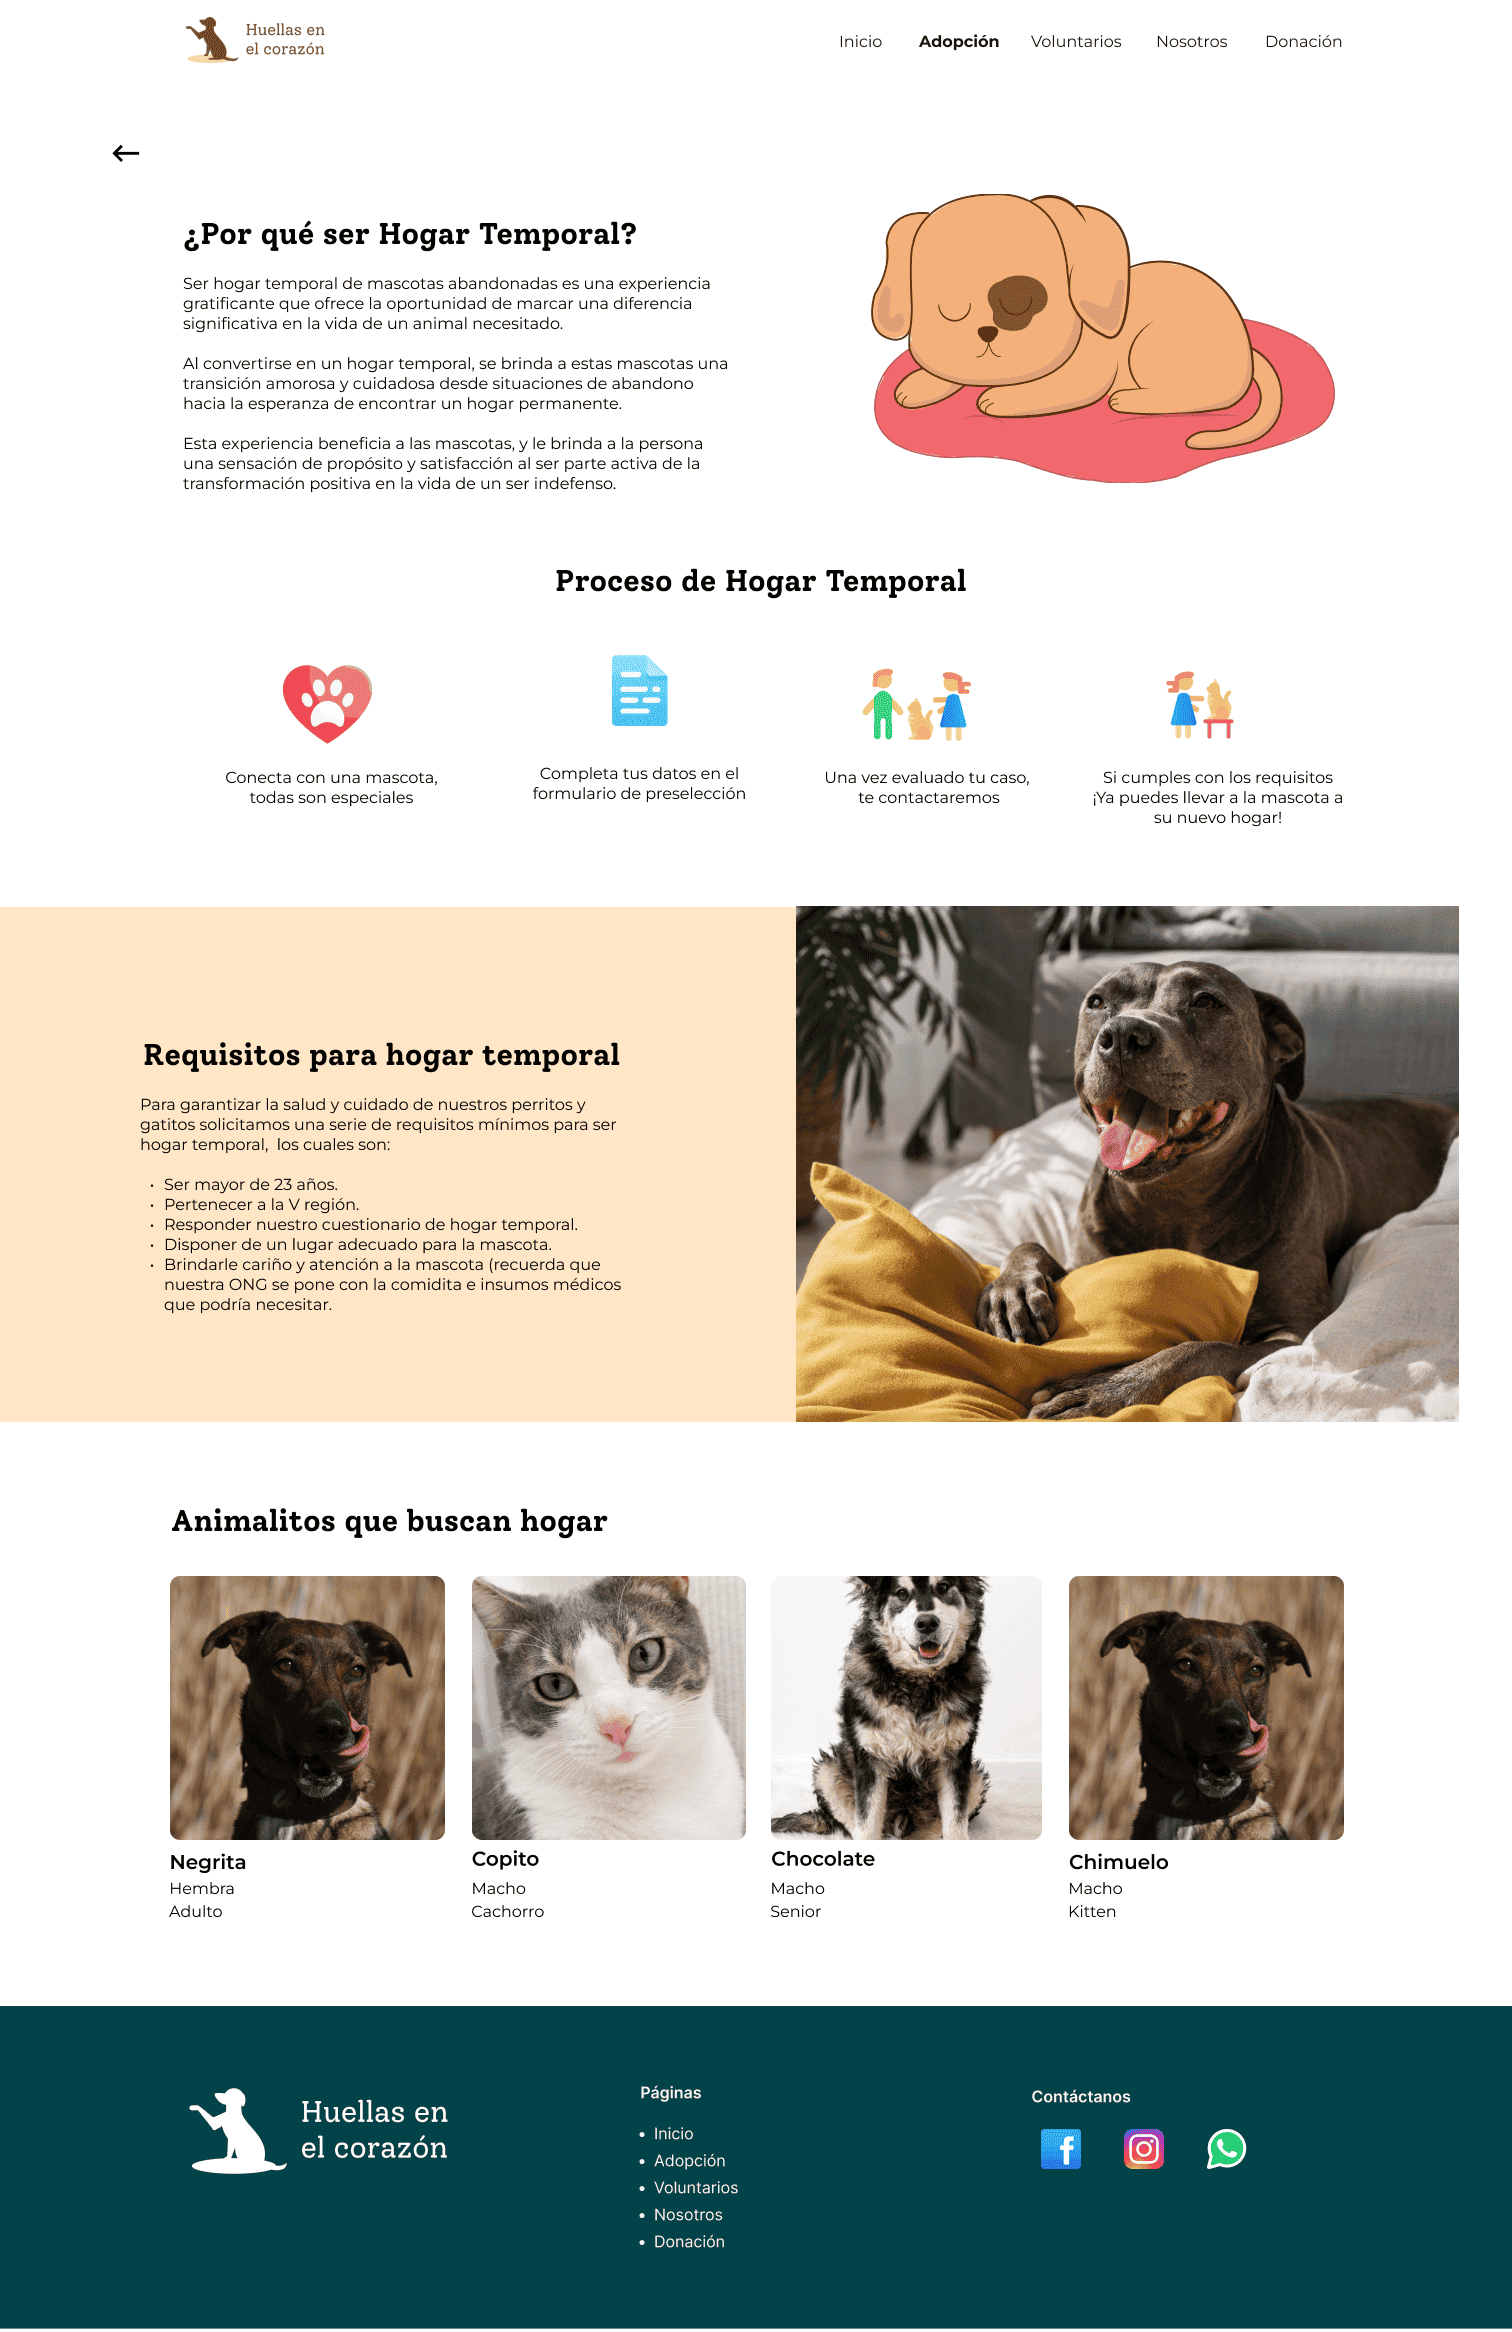 Huellas en
el corazón
Inicio
Adopción
Voluntarios
Nosotros
Donación
¿Por qué ser Hogar Temporal?
Ser hogar temporal de mascotas abandonadas es una experiencia
gratificante que ofrece la oportunidad de marcar una diferencia
significativa en la vida de un animal necesitado.
Al convertirse en un hogar temporal, se brinda a estas mascotas una
transición amorosa y cuidadosa desde situaciones de abandono
hacia la esperanza de encontrar un hogar permanente.
Esta experiencia beneficia a las mascotas, y le brinda a la persona
una sensación de propósito y satisfacción al ser parte activa de la
transformación positiva en la vida de un ser indefenso.
Proceso de Hogar Temporal
Conecta con una mascota,
todas son especiales
Completa tus datos en el
formulario de preselección
Una vez evaluado tu caso,
te contactaremos
Si cumples con los requisitos
¡Ya puedes llevar a la mascota a
su nuevo hogar!
Requisitos para hogar temporal
Para garantizar la salud y cuidado de nuestros perritos y
gatitos solicitamos una serie de requisitos mínimos para ser
hogar temporal,  los cuales son:
• Ser mayor de 23 años.
• Pertenecer a la V región.
• Responder nuestro cuestionario de hogar temporal.
• Disponer de un lugar adecuado para la mascota.
• Brindarle cariño y atención a la mascota (recuerda que
nuestra ONG se pone con la comidita e insumos médicos
que podría necesitar.
Animalitos que buscan hogar
Negrita
Hembra
Adulto
Copito
Macho
Cachorro
Chocolate
Macho
Senior
Chimuelo
Macho
Kitten
Huellas en
el corazón
Páginas
• Inicio
• Adopción
• Voluntarios
• Nosotros
• Donación
Contáctanos